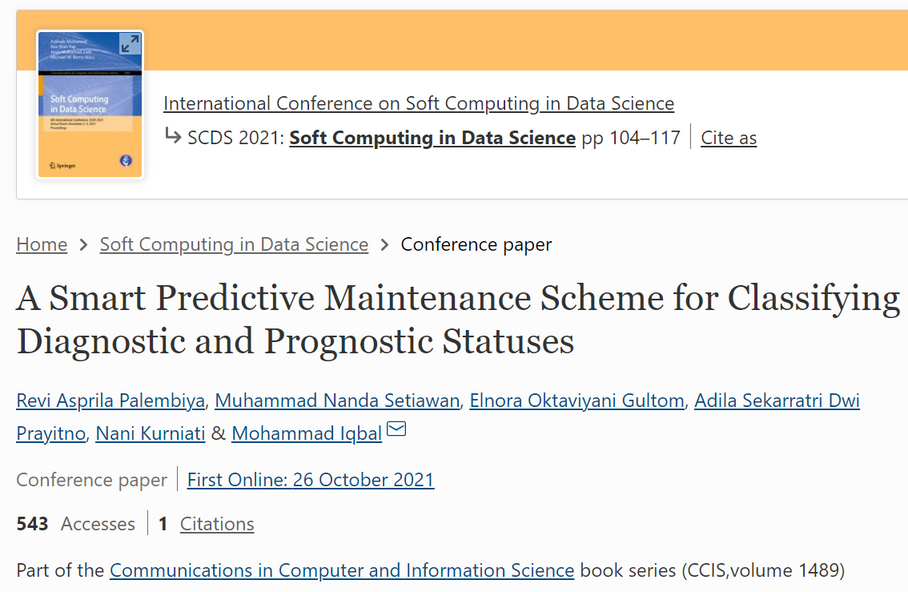 Soft Computing
in Data Science
Springer
International Conference on Soft Computing in Data Science
SCDS 2021: Soft Computing in Data Science pp 104–117 | Cite as
Home > Soft Computing in Data Science > Conference paper
A Smart Predictive Maintenance Scheme for Classifying
Diagnostic and Prognostic Statuses
Revi Asprila Palembiya, Muhammad Nanda Setiawan, Elnora Oktaviyani Gultom, Adila Sekarratri Dwi
Prayitno, Nani Kurniati & Mohammad Iqbal
Conference paper | First Online: 26 October 2021
543 Accesses | 1 Citations
Part of the Communications in Computer and Information Science book series (CCIS,volume 1489)